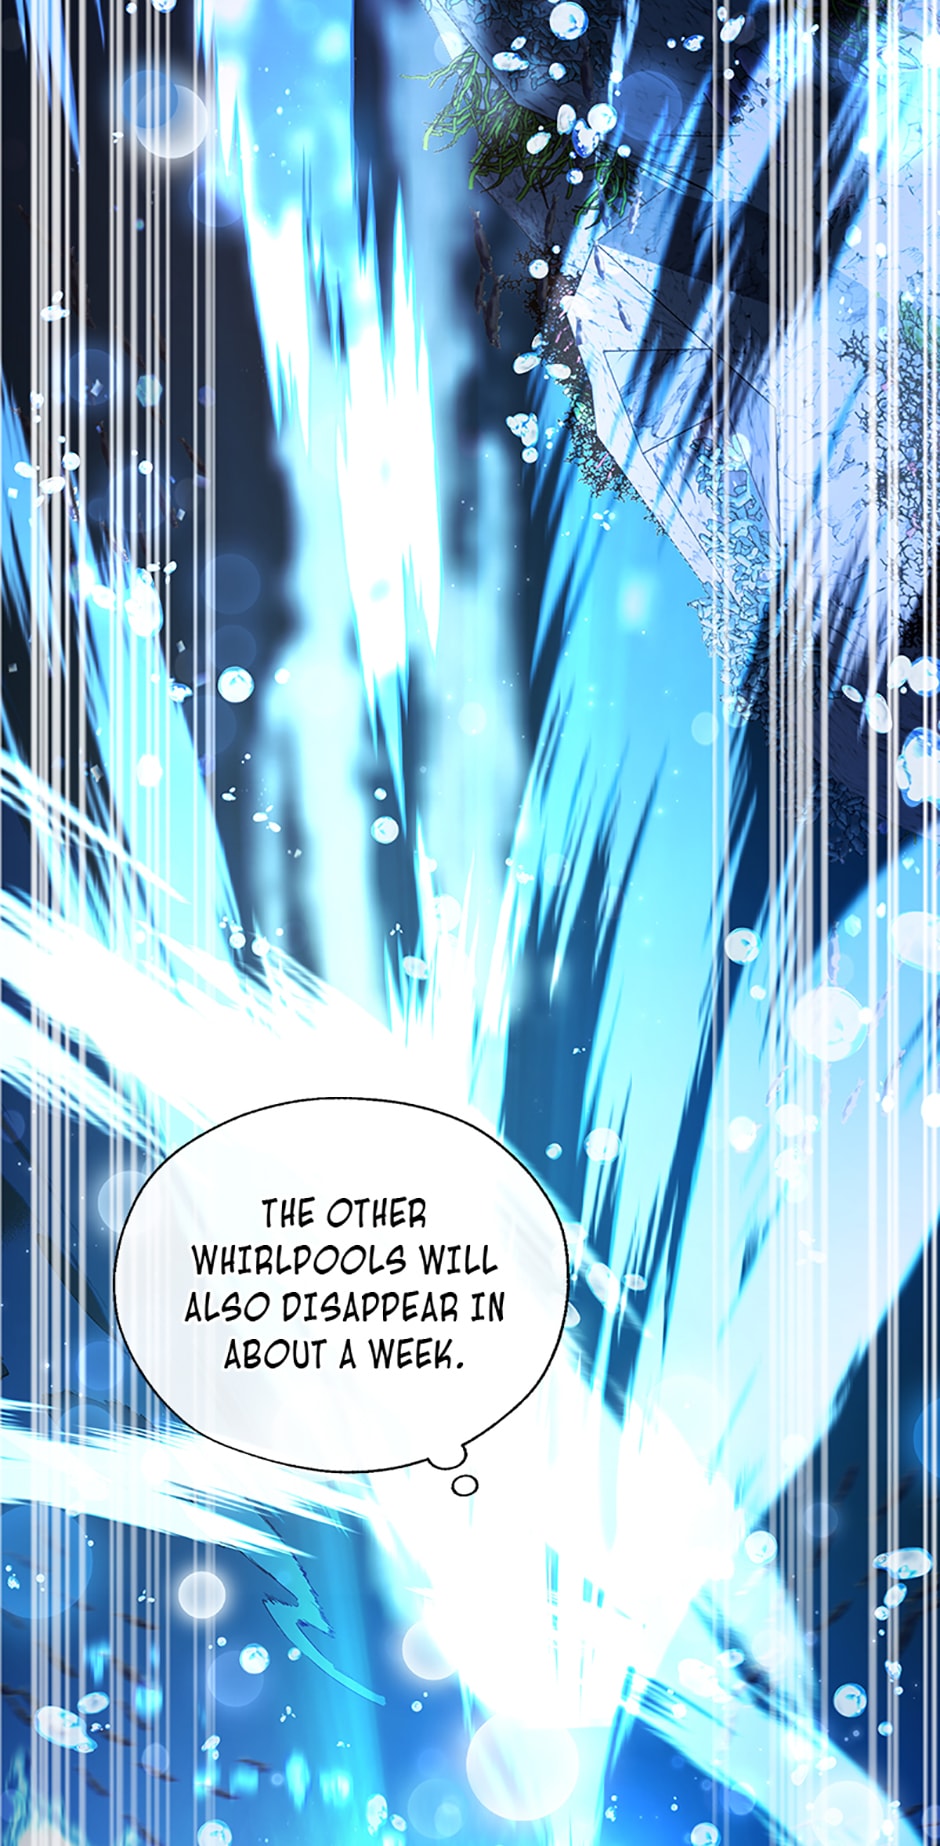 THE OTHER
WHIRLPOOLS WILL
ALSO DISAPPEAR IN
ABOUT A WEEK.